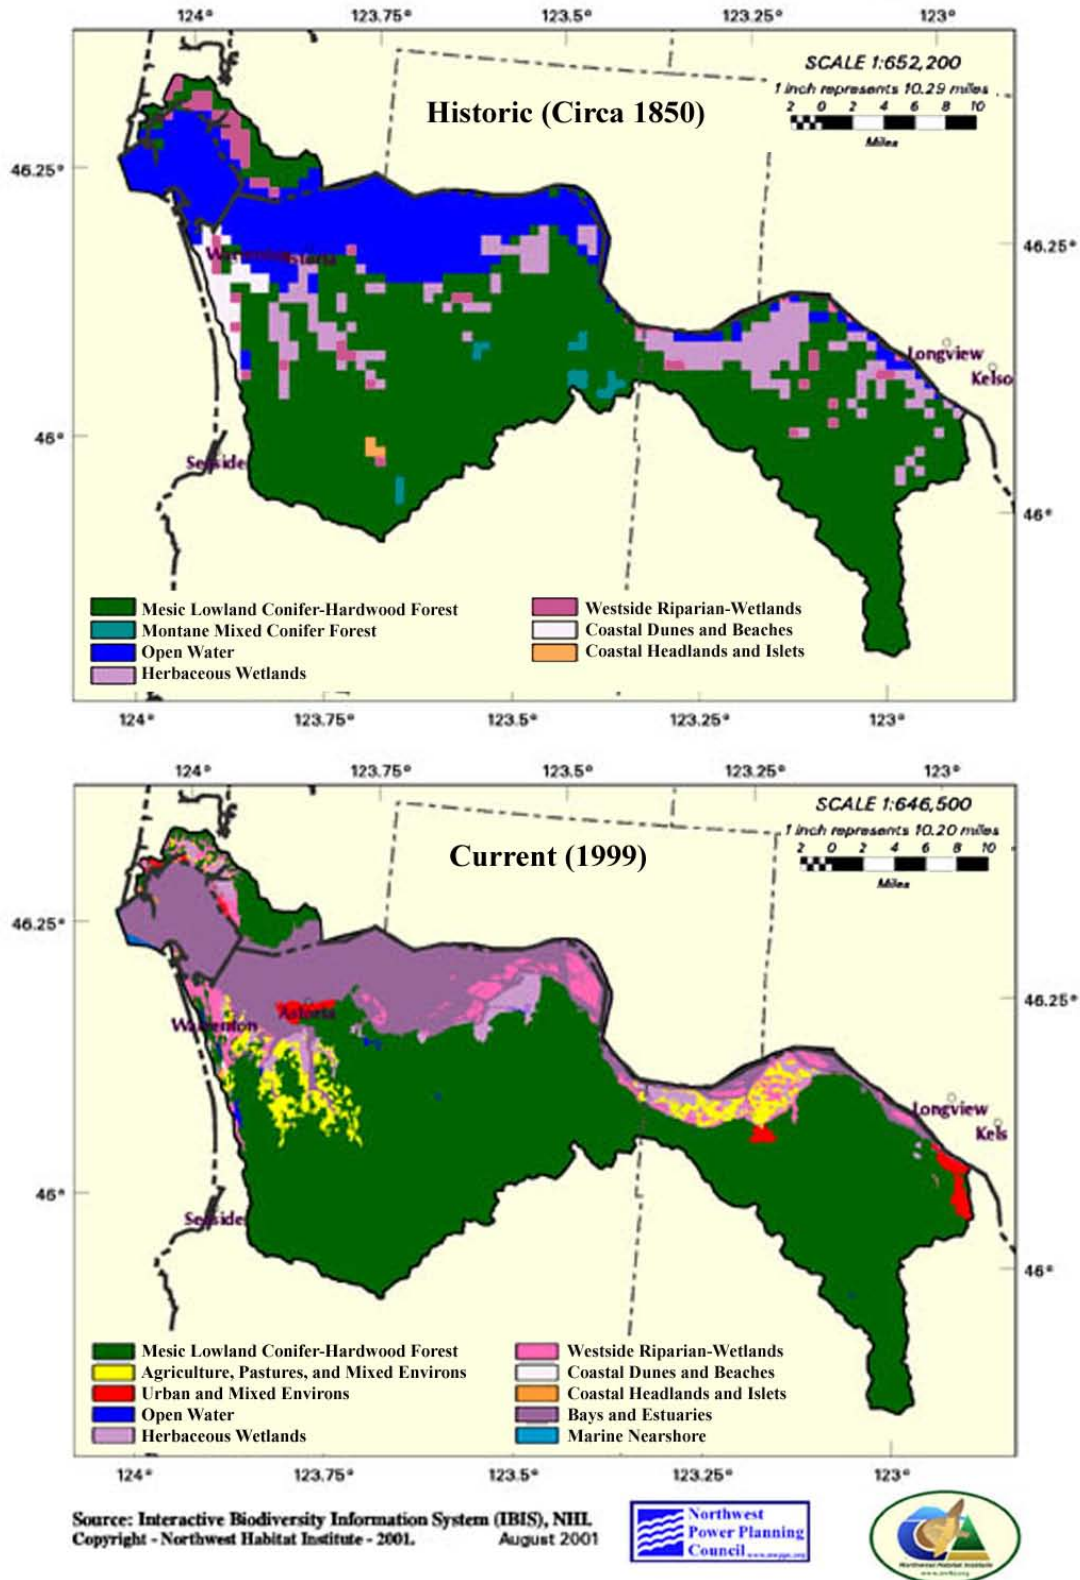 124° 123.75° 123.5° 123.25° 123°
SCALE 1:652,200
1 inch represents 10.29 miles
2 0 2 4 6 8 10
Miles
Historic (Circa 1850)
46.25°
46.25°
Warrenton Astoria
Longview
Kelso
46°
Seaside
46°
Mesic Lowland Conifer-Hardwood Forest
Montane Mixed Conifer Forest
Open Water
Herbaceous Wetlands
Westside Riparian-Wetlands
Coastal Dunes and Beaches
Coastal Headlands and Islets
124° 123.75° 123.5° 123.25° 123°
124° 123.75° 123.5° 123.25° 123°
SCALE 1:646,500
1 inch represents 10.20 miles
2 0 2 4 6 8 10
Miles
Current (1999)
46.25°
46.25°
Astoria
Warrenton
Longview
Kels
46°
Seaside
46°
Mesic Lowland Conifer-Hardwood Forest
Agriculture, Pastures, and Mixed Environs
Urban and Mixed Environs
Open Water
Herbaceous Wetlands
Westside Riparian-Wetlands
Coastal Dunes and Beaches
Coastal Headlands and Islets
Bays and Estuaries
Marine Nearshore
124° 123.75° 123.5° 123.25° 123°
Source: Interactive Biodiversity Information System (IBIS), NHI,
Copyright - Northwest Habitat Institute - 2001. August 2001
Northwest
Power Planning
Council
Northwest Habitat Institute